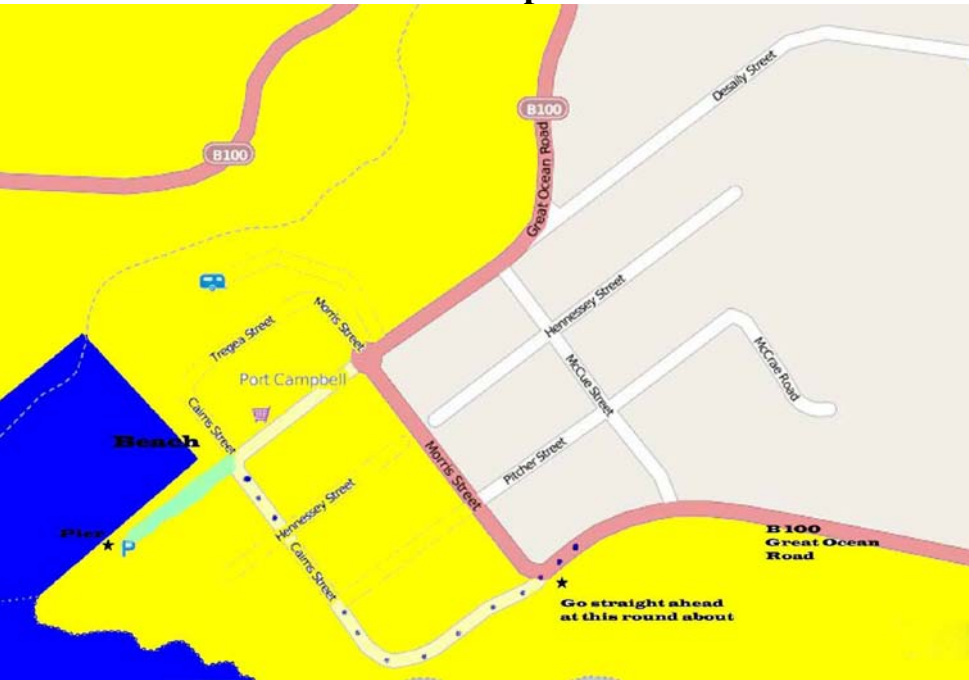 B100
B100
Great Ocean Road
Desally Street
Hennessey Street
McCue Street
McCrae Road
Pitcher Street
Morris Street
Tregea Street
Port Campbell
Cairns Street
Beach
Morris Street
Hennessey Street
Cairns Street
Pier
P
B 100
Great Ocean
Road
Go straight ahead
at this round about